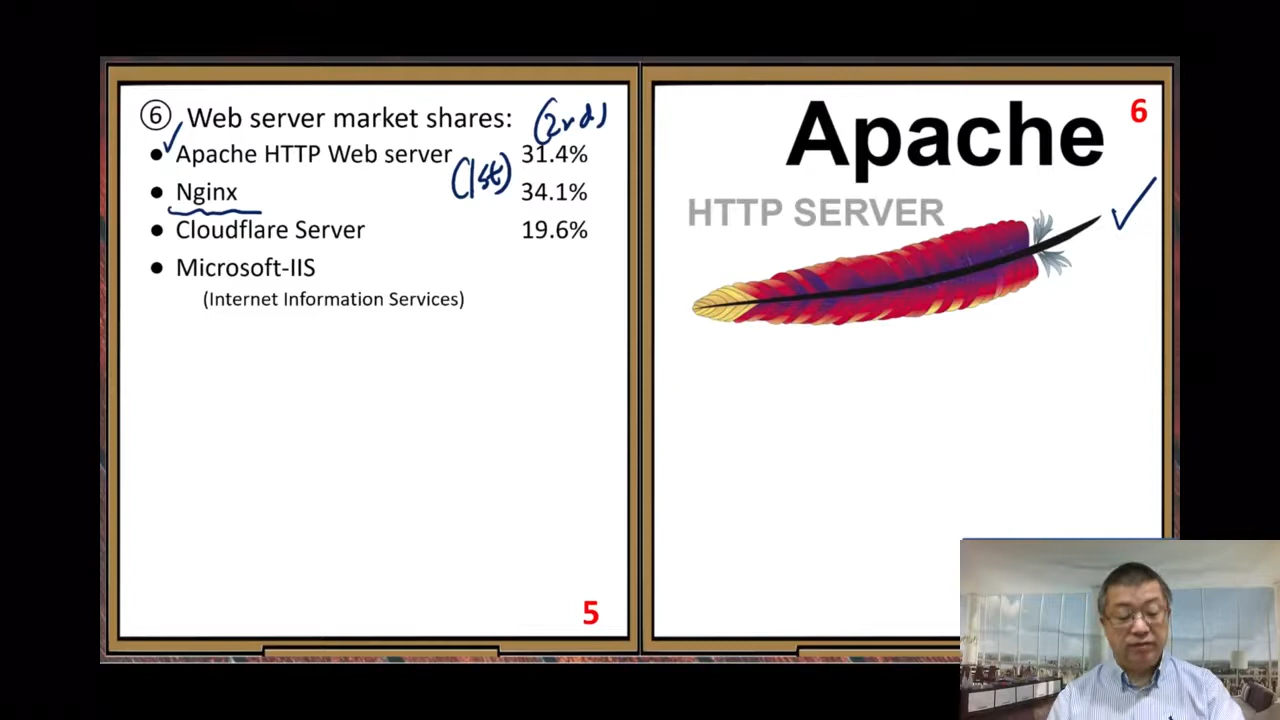 ⑥ Web server market shares: (2nd)
• Apache HTTP Web server 31.4%
• Nginx (1st) 34.1%
• Cloudflare Server 19.6%
• Microsoft-IIS
(Internet Information Services)
5
6
Apache
HTTP SERVER